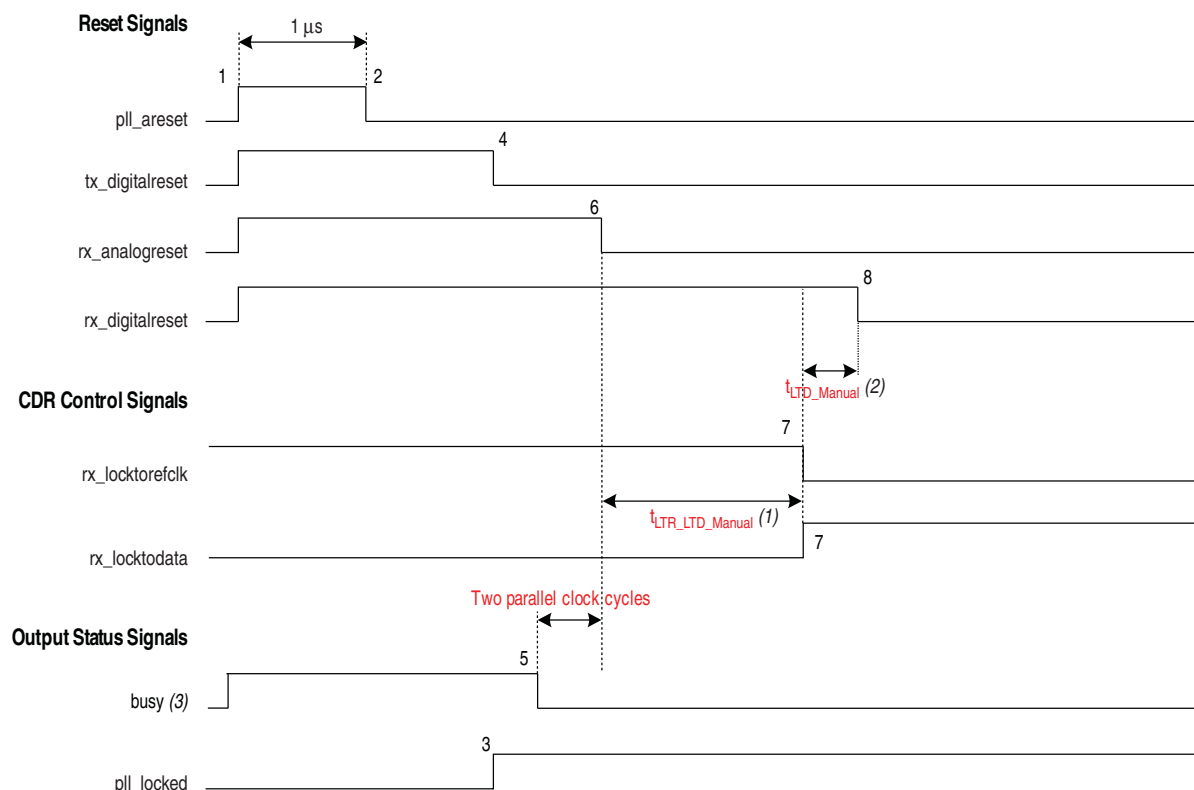 Reset Signals
1 μs
1
2
pll_areset
4
tx_digitalreset
6
rx_analogreset
8
rx_digitalreset
tLTD_Manual (2)
CDR Control Signals
7
rx_locktorefclk
tLTR_LTD_Manual (1)
7
rx_locktodata
Two parallel clock cycles
Output Status Signals
5
busy (3)
3
pll_locked